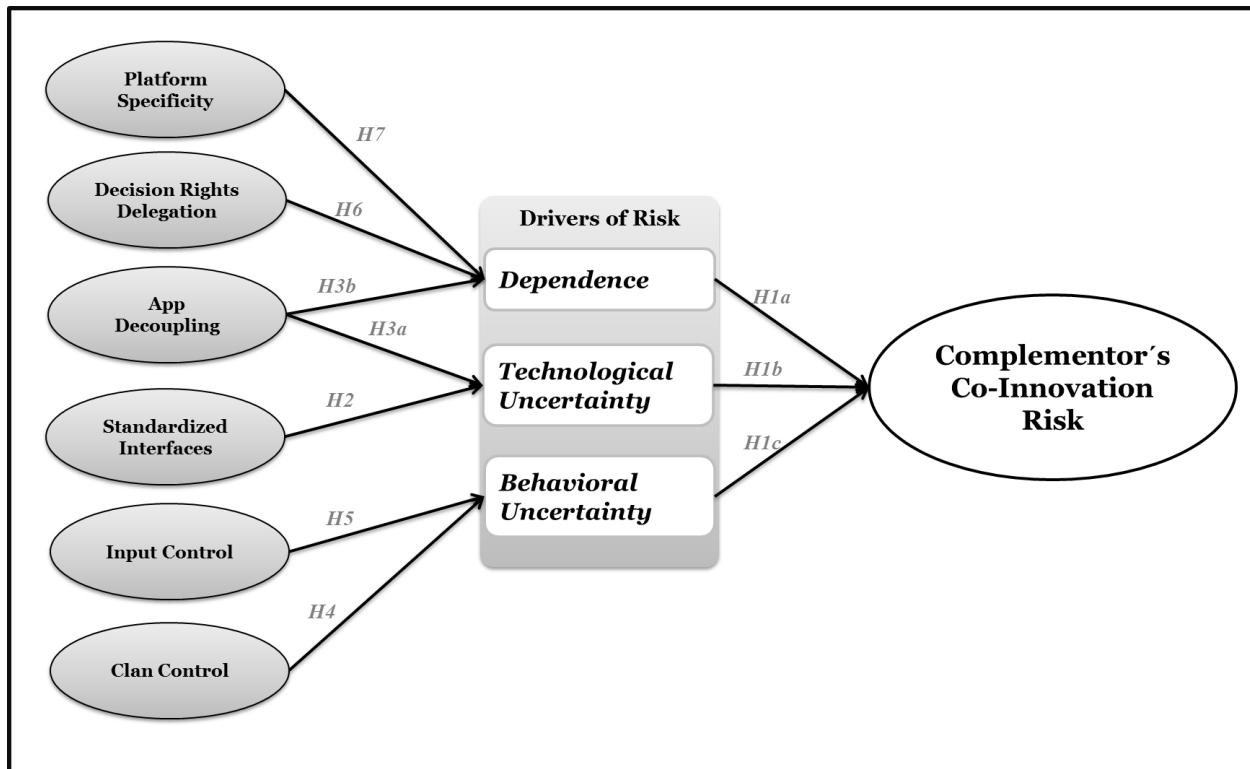 Platform
Specificity
H7
Decision Rights
Delegation
H6
App
Decoupling
H3b
H3a
Standardized
Interfaces
H2
Input Control
H5
Clan Control
H4
Drivers of Risk
Dependence
Technological
Uncertainty
Behavioral
Uncertainty
H1a
H1b
H1c
Complementor´s
Co-Innovation
Risk